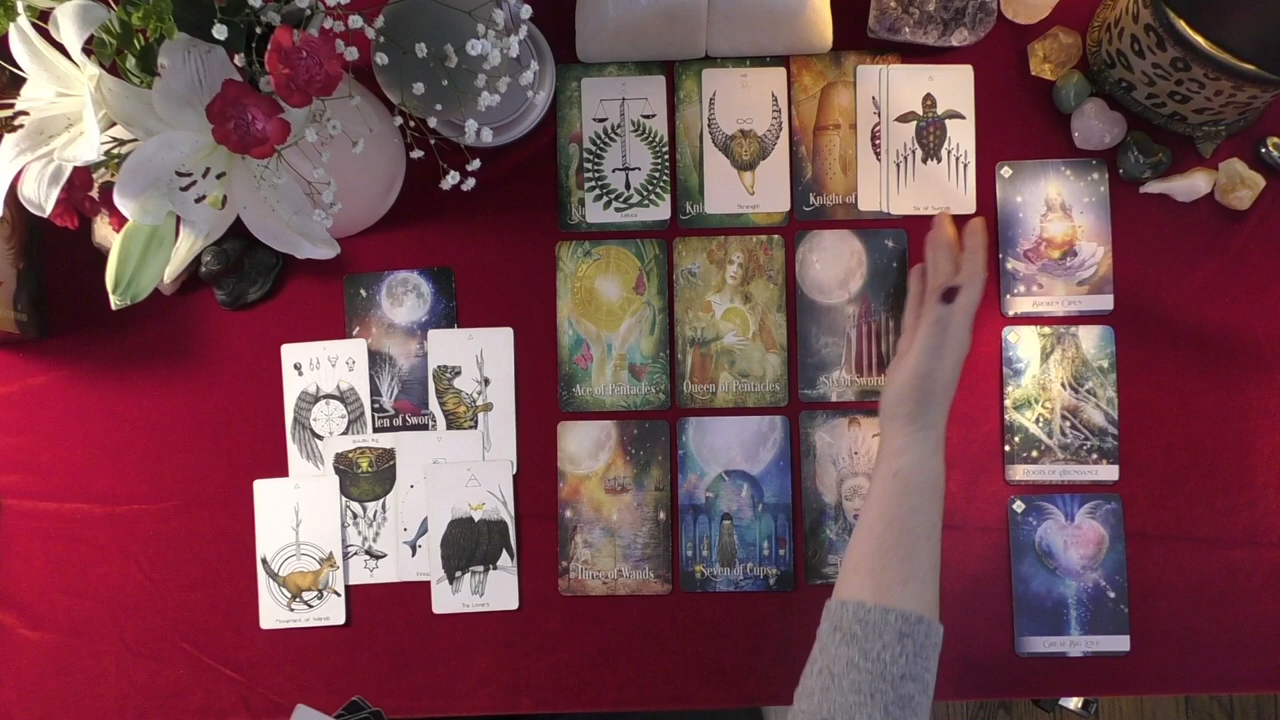 Justice
Strength
Knight of
Six of Swords
Broken Open
Ace of Pentacles
Queen of Pentacles
Six of Swords
Ten of Swor
Roots of Abundance
The Lovers
Movement of Wands
Three of Wands
Seven of Cups
Great Big Love